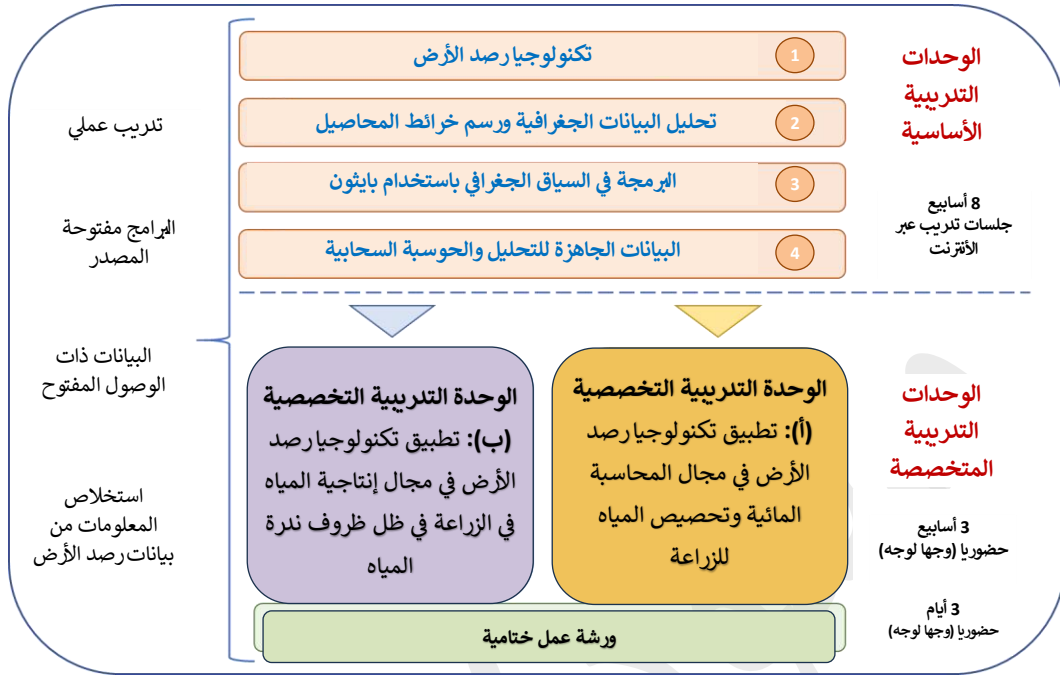 الوحدات
التدريبية
الأساسية
8 أسابيع
جلسات تدريب عبر
الأنترنت
1
تكنولوجيا رصد الأرض
2
تحليل البيانات الجغرافية ورسم خرائط المحاصيل
3
البرمجة في السياق الجغرافي باستخدام بايثون
4
البيانات الجاهزة للتحليل والحوسبة السحابية
الوحدات
التدريبية
المتخصصة
3 أسابيع
حضوريا (وجها لوجه)
3 أيام
حضوريا (وجها لوجه)
الوحدة التدريبية التخصصية
(أ): تطبيق تكنولوجيا رصد
الأرض في مجال المحاسبة
المائية وتحصيص المياه
للزراعة
الوحدة التدريبية التخصصية
(ب): تطبيق تكنولوجيا رصد
الأرض في مجال إنتاجية المياه
في الزراعة في ظل ظروف ندرة
المياه
ورشة عمل ختامية
تدريب عملي
البرامج مفتوحة
المصدر
البيانات ذات
الوصول المفتوح
استخلاص
المعلومات من
بيانات رصد الأرض